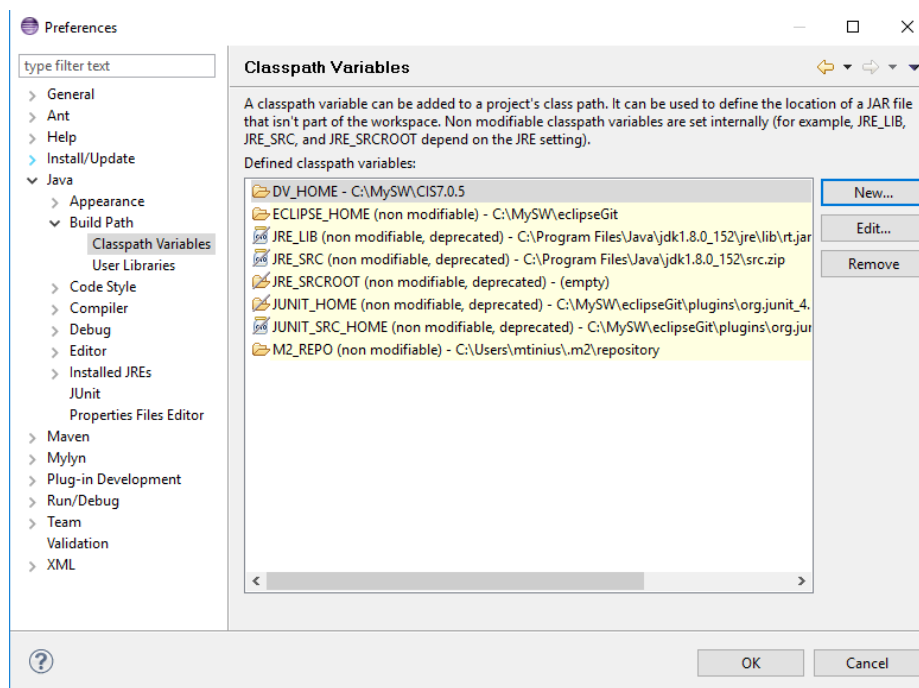 Preferences
type filter text
General
Ant
Help
Install/Update
Java
Appearance
Build Path
Classpath Variables
User Libraries
Code Style
Compiler
Debug
Editor
Installed JREs
JUnit
Properties Files Editor
Maven
Mylyn
Plug-in Development
Run/Debug
Team
Validation
XML
Classpath Variables
A classpath variable can be added to a project's class path. It can be used to define the location of a JAR file
that isn't part of the workspace. Non modifiable classpath variables are set internally (for example, JRE_LIB,
JRE_SRC, and JRE_SRCROOT depend on the JRE setting).
Defined classpath variables:
DV_HOME - C:\MySW\CIS7.0.5
ECLIPSE_HOME (non modifiable) - C:\MySW\eclipseGit
JRE_LIB (non modifiable, deprecated) - C:\Program Files\Java\jdk1.8.0_152\jre\lib\rt.jar
JRE_SRC (non modifiable, deprecated) - C:\Program Files\Java\jdk1.8.0_152\src.zip
JRE_SRCROOT (non modifiable, deprecated) - (empty)
JUNIT_HOME (non modifiable, deprecated) - C:\MySW\eclipseGit\plugins\org.junit_4.
JUNIT_SRC_HOME (non modifiable, deprecated) - C:\MySW\eclipseGit\plugins\org.jur
M2_REPO (non modifiable) - C:\Users\mtinius\.m2\repository
New...
Edit...
Remove
OK
Cancel